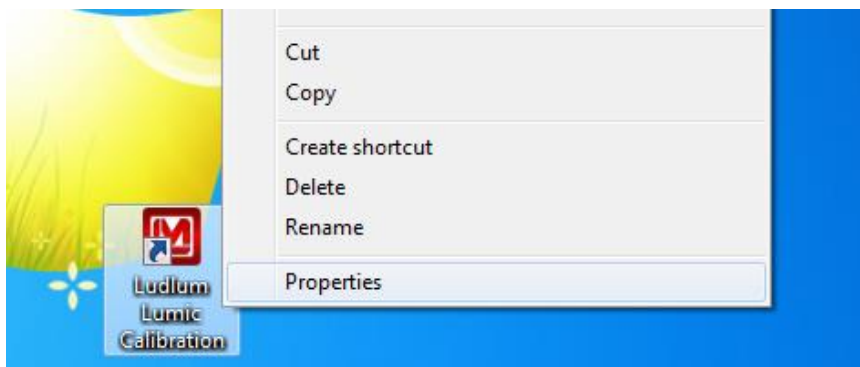 Cut
Copy
Create shortcut
Delete
Rename
Properties
Ludlum
Lumic
Calibration